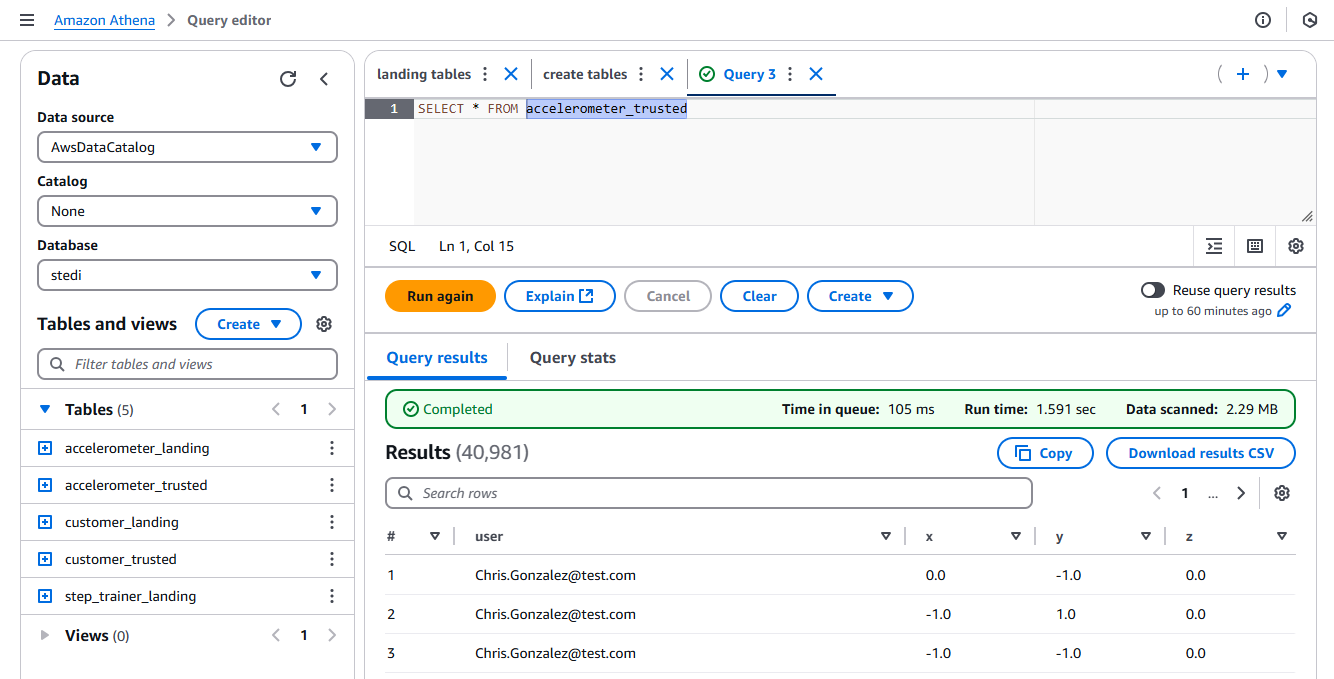 Amazon Athena > Query editor
Data
Data source
AwsDataCatalog
Catalog
None
Database
stedi
Tables and views Create
Filter tables and views
Tables (5) 1
accelerometer_landing
accelerometer_trusted
customer_landing
customer_trusted
step_trainer_landing
Views (0) 1
landing tables create tables Query 3
1 SELECT * FROM accelerometer_trusted
SQL Ln 1, Col 15
Run again Explain Cancel Clear Create
Reuse query results
up to 60 minutes ago
Query results Query stats
Completed Time in queue: 105 ms Run time: 1.591 sec Data scanned: 2.29 MB
Results (40,981) Copy Download results CSV
Search rows 1 ...
# user x y z
1 Chris.Gonzalez@test.com 0.0 -1.0 0.0
2 Chris.Gonzalez@test.com -1.0 1.0 0.0
3 Chris.Gonzalez@test.com -1.0 -1.0 0.0